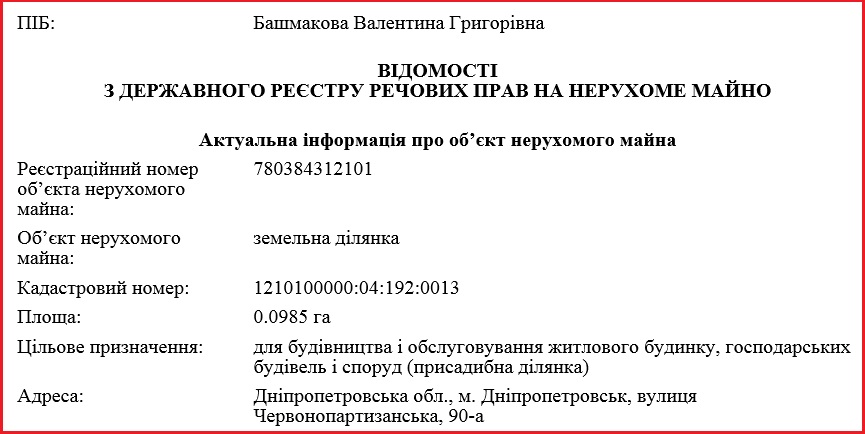 ПІБ: Башмакова Валентина Григорівна
ВІДОМОСТІ
З ДЕРЖАВНОГО РЕЄСТРУ РЕЧОВИХ ПРАВ НА НЕРУХОМЕ МАЙНО
Актуальна інформація про об’єкт нерухомого майна
Реєстраційний номер 780384312101
об’єкта нерухомого
майна:
Об’єкт нерухомого земельна ділянка
майна:
Кадастровий номер: 1210100000:04:192:0013
Площа: 0.0985 га
Цільове призначення: для будівництва і обслуговування житлового будинку, господарських
будівель і споруд (присадибна ділянка)
Адреса: Дніпропетровська обл., м. Дніпропетровськ, вулиця
Червонопартизанська, 90-а